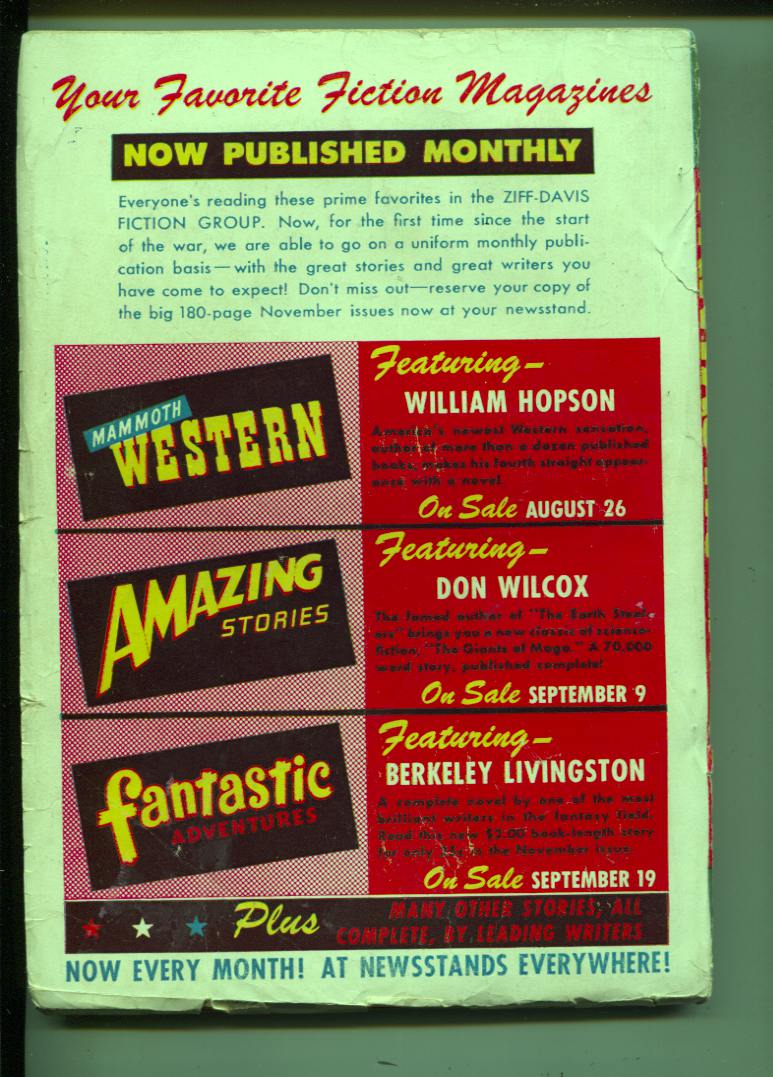 Your Favorite Fiction Magazines
NOW PUBLISHED MONTHLY
Everyone's reading these prime favorites in the ZIFF-DAVIS
FICTION GROUP. Now, for the first time since the start
of the war, we are able to go on a uniform monthly publi-
cation basis—with the great stories and great writers you
have come to expect! Don't miss out—reserve your copy of
the big 180-page November issues now at your newsstand.
MAMMOTH
WESTERN
Featuring—
WILLIAM HOPSON
America's newest Western sensation,
author of more than a dozen published
books, makes his fourth straight appear-
ance with a novel.
On Sale AUGUST 26
AMAZING
STORIES
Featuring—
DON WILCOX
The famed author of "The Earth Steal-
ers" brings you a new classic of science-
fiction, "The Giants of Mogo." A 70,000
word story, published complete!
On Sale SEPTEMBER 9
fantastic
ADVENTURES
Featuring—
BERKELEY LIVINGSTON
A complete novel by one of the most
brilliant writers in the fantasy field.
Read this new $2.00 book-length story
for only 25¢ in the November issue.
On Sale SEPTEMBER 19
Plus
MANY OTHER STORIES, ALL
COMPLETE, BY LEADING WRITERS
NOW EVERY MONTH! AT NEWSSTANDS EVERYWHERE!